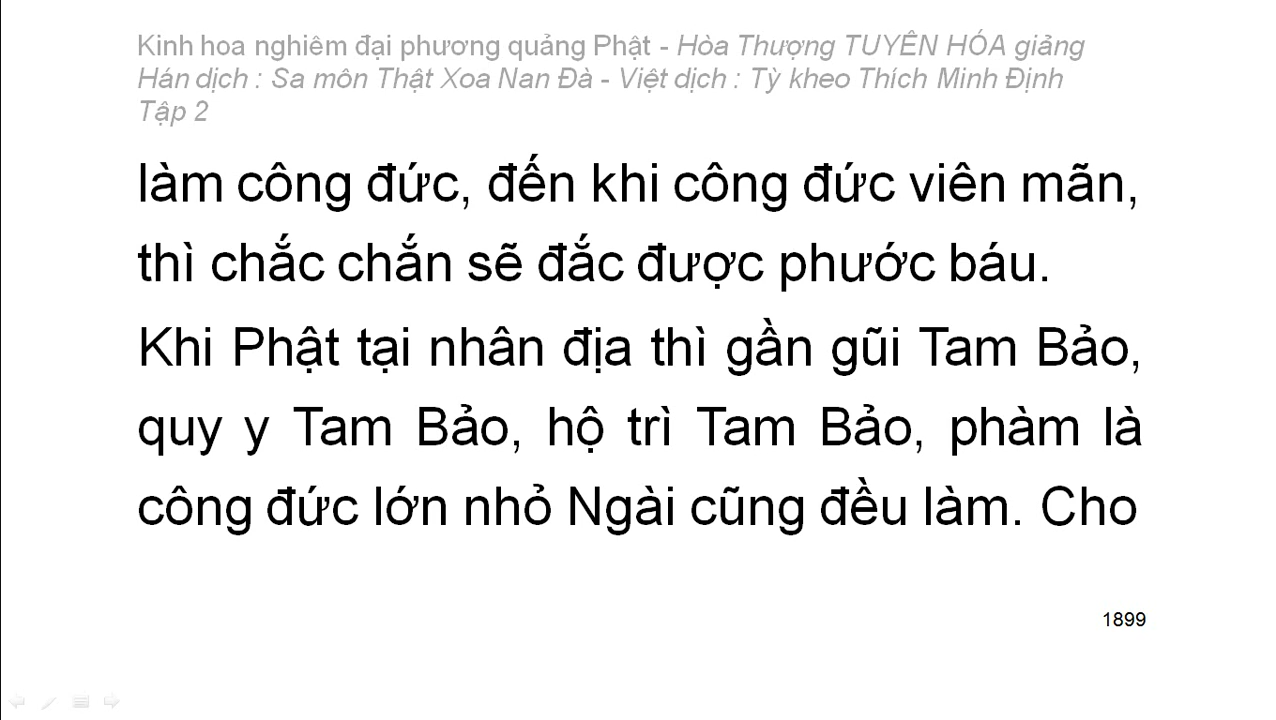 Kinh hoa nghiêm đại phương quảng Phật - Hòa Thượng TUYÊN HÓA giảng
Hán dịch : Sa môn Thật Xoa Nan Đà - Việt dịch : Tỳ kheo Thích Minh Định
Tập 2
làm công đức, đến khi công đức viên mãn,
thì chắc chắn sẽ đắc được phước báu.
Khi Phật tại nhân địa thì gần gũi Tam Bảo,
quy y Tam Bảo, hộ trì Tam Bảo, phàm là
công đức lớn nhỏ Ngài cũng đều làm. Cho
1899